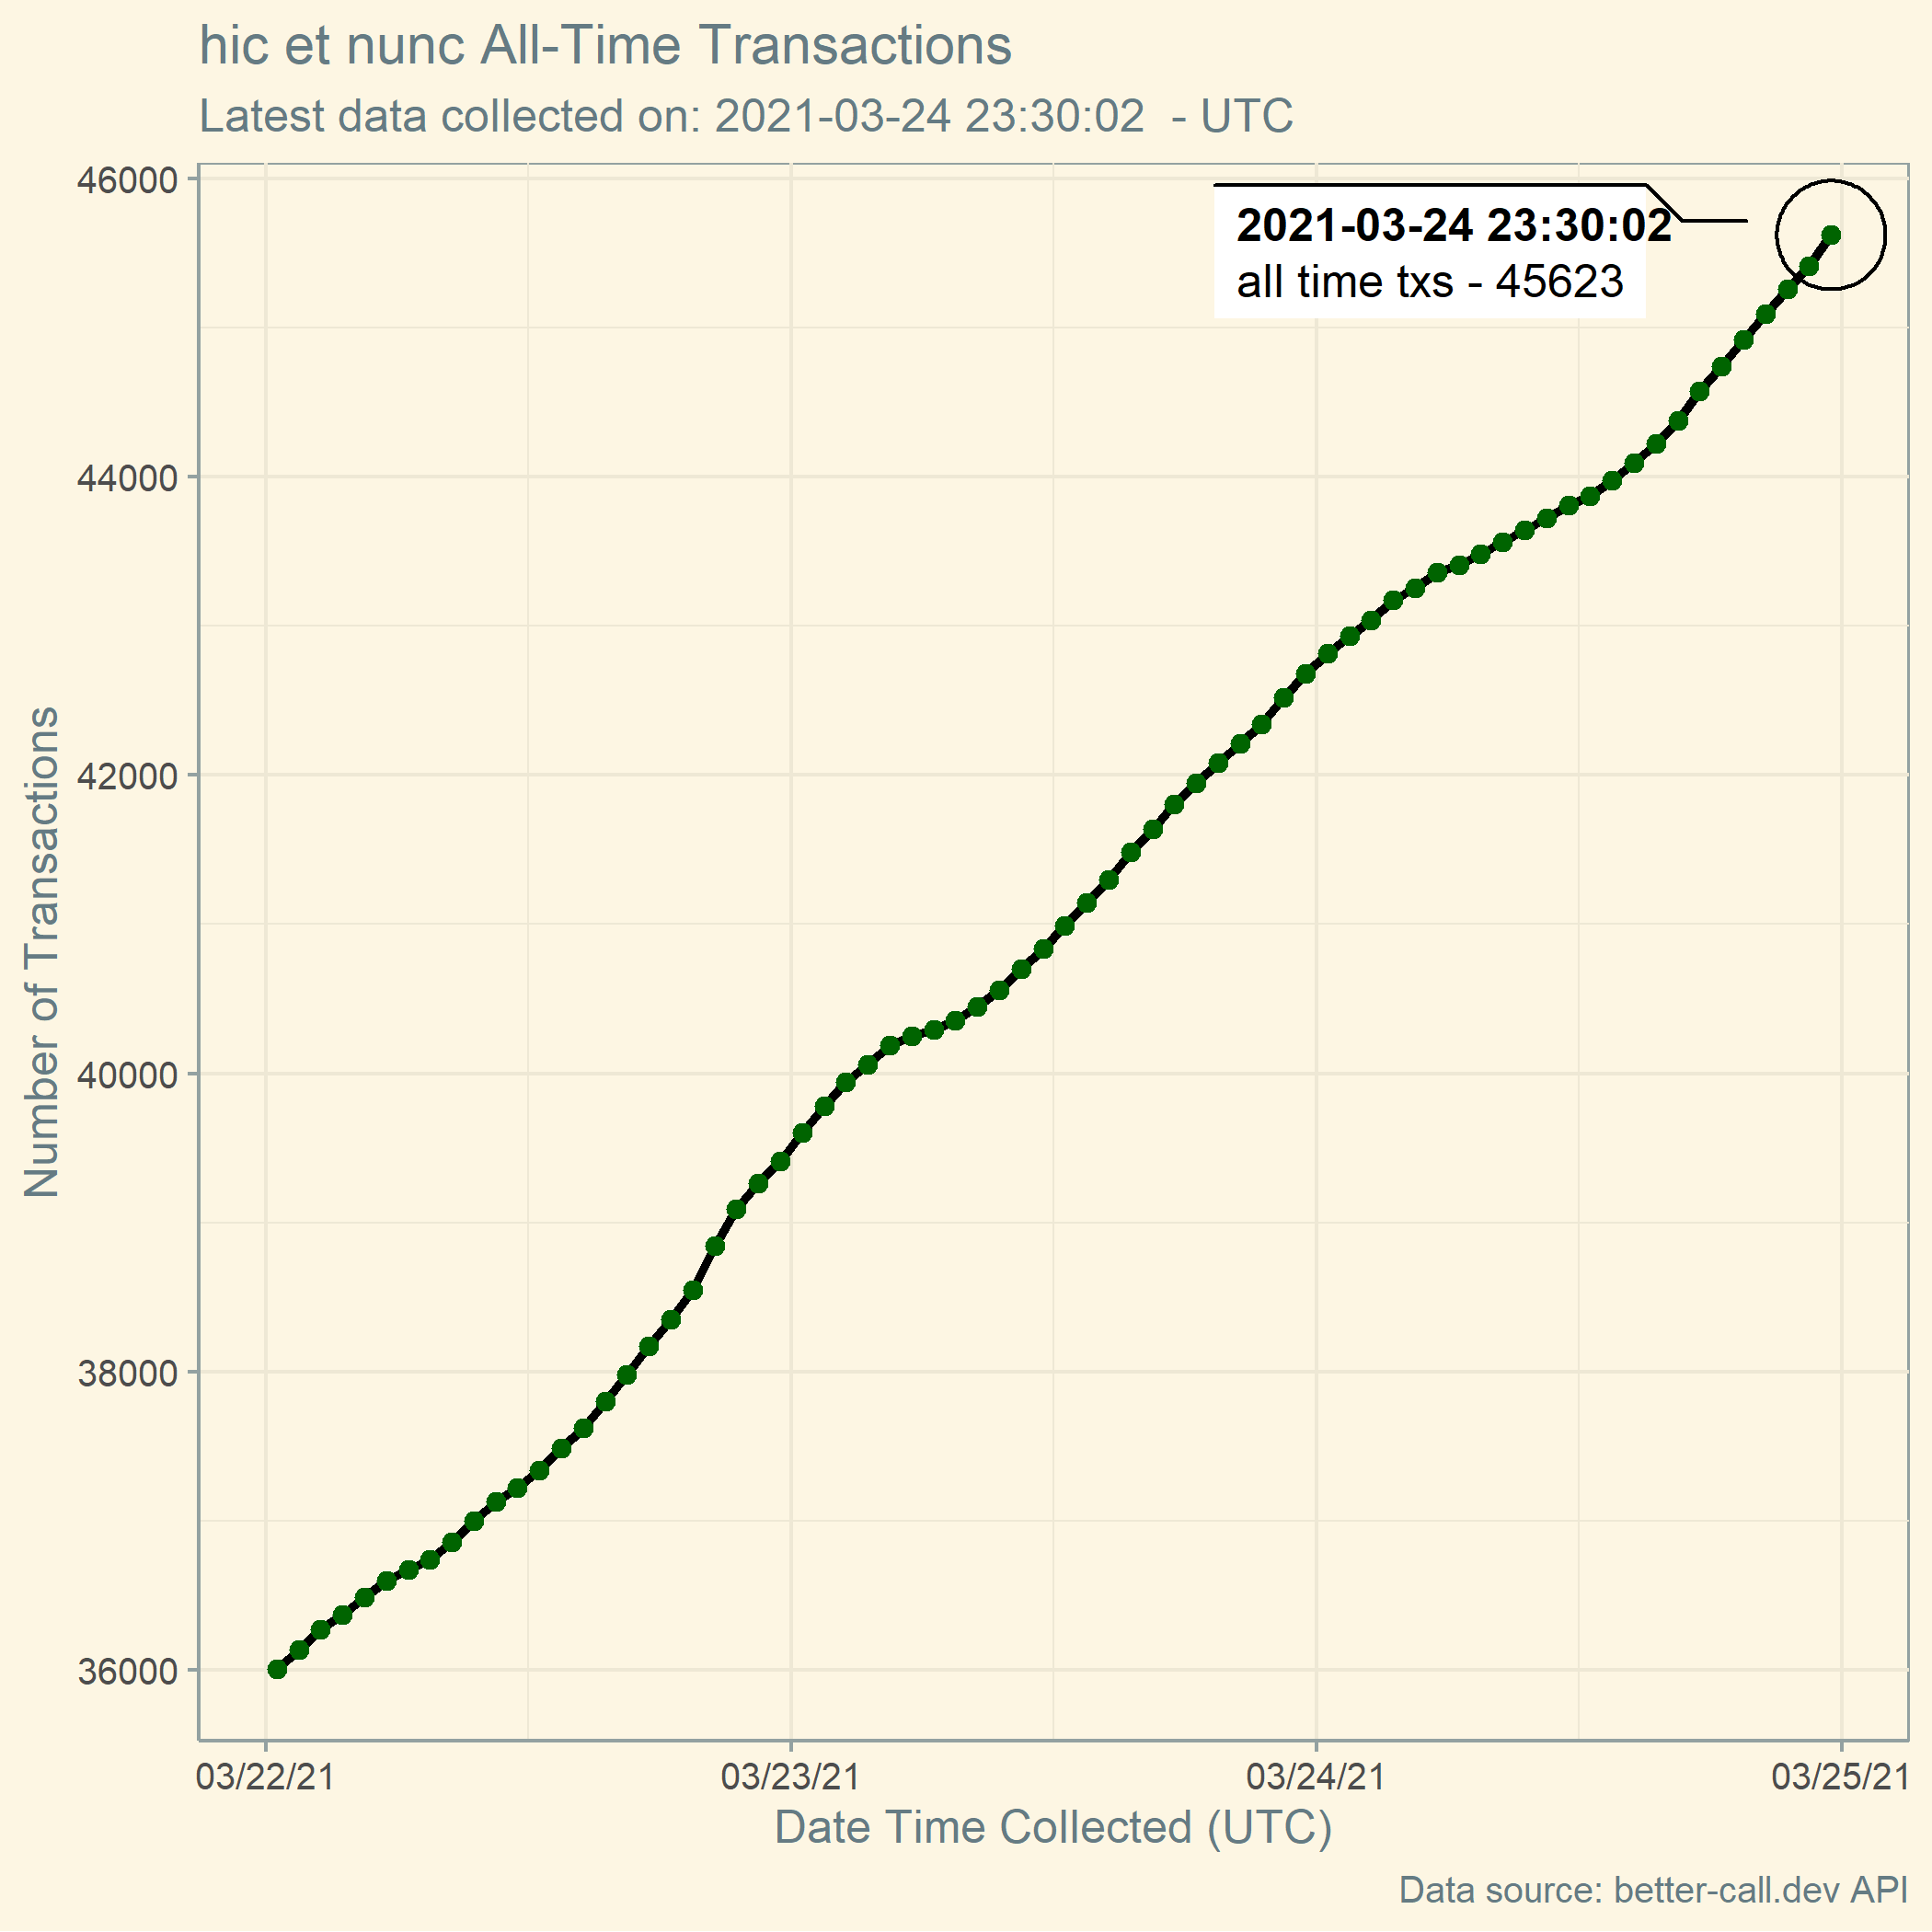 hic et nunc All-Time Transactions
Latest data collected on: 2021-03-24 23:30:02  - UTC
46000
2021-03-24 23:30:02
all time txs - 45623
44000
42000
40000
38000
36000
Number of Transactions
03/22/21 03/23/21 03/24/21 03/25/21
Date Time Collected (UTC)
Data source: better-call.dev API